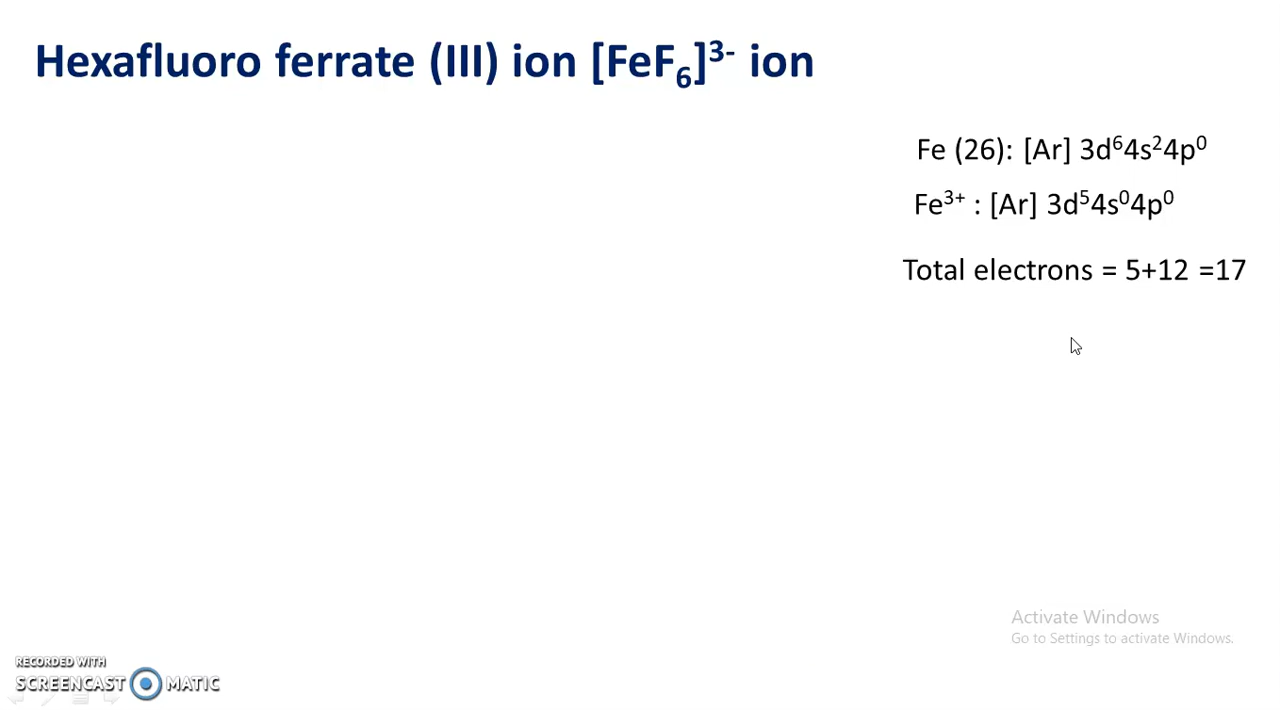 Hexafluoro ferrate (III) ion [FeF₆]³⁻ ion
Fe (26): [Ar] 3d⁶4s²4p⁰
Fe³⁺ : [Ar] 3d⁵4s⁰4p⁰
Total electrons = 5+12 =17
Activate Windows
Go to Settings to activate Windows.
RECORDED WITH
SCREENCAST MATIC